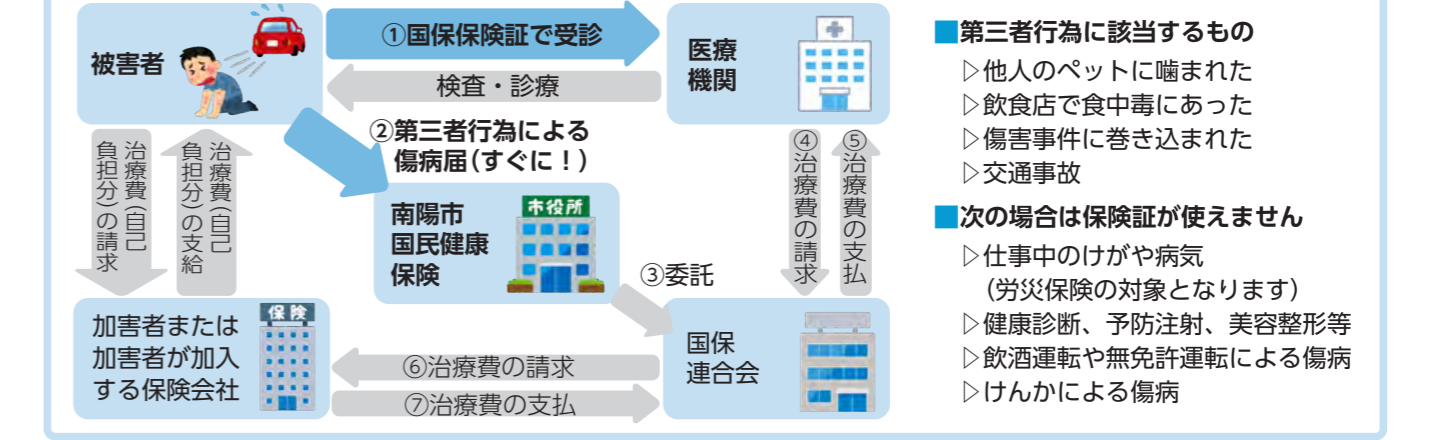 被害者
①国保保険証で受診
検査・診療
医療
機関
②第三者行為による
傷病届(すぐに！)
治療費(自己
負担分)の請求
治療費(自己
負担分)の支給
南陽市
国民健康
保険
市役所
③委託
④治療費の請求
⑤治療費の支払
加害者または
加害者が加入
する保険会社
保険
⑥治療費の請求
⑦治療費の支払
国保
連合会
■第三者行為に該当するもの
▷他人のペットに噛まれた
▷飲食店で食中毒にあった
▷傷害事件に巻き込まれた
▷交通事故
■次の場合は保険証が使えません
▷仕事中のけがや病気
（労災保険の対象となります）
▷健康診断、予防注射、美容整形等
▷飲酒運転や無免許運転による傷病
▷けんかによる傷病